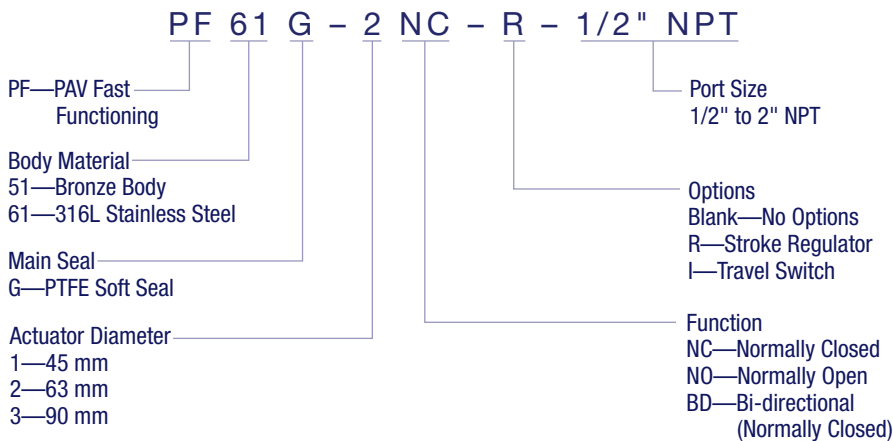 PF 61 G – 2 NC – R – 1/2" NPT
PF—PAV Fast
Functioning
Body Material
51—Bronze Body
61—316L Stainless Steel
Main Seal
G—PTFE Soft Seal
Actuator Diameter
1—45 mm
2—63 mm
3—90 mm
Port Size
1/2" to 2" NPT
Options
Blank—No Options
R—Stroke Regulator
I—Travel Switch
Function
NC—Normally Closed
NO—Normally Open
BD—Bi-directional
(Normally Closed)